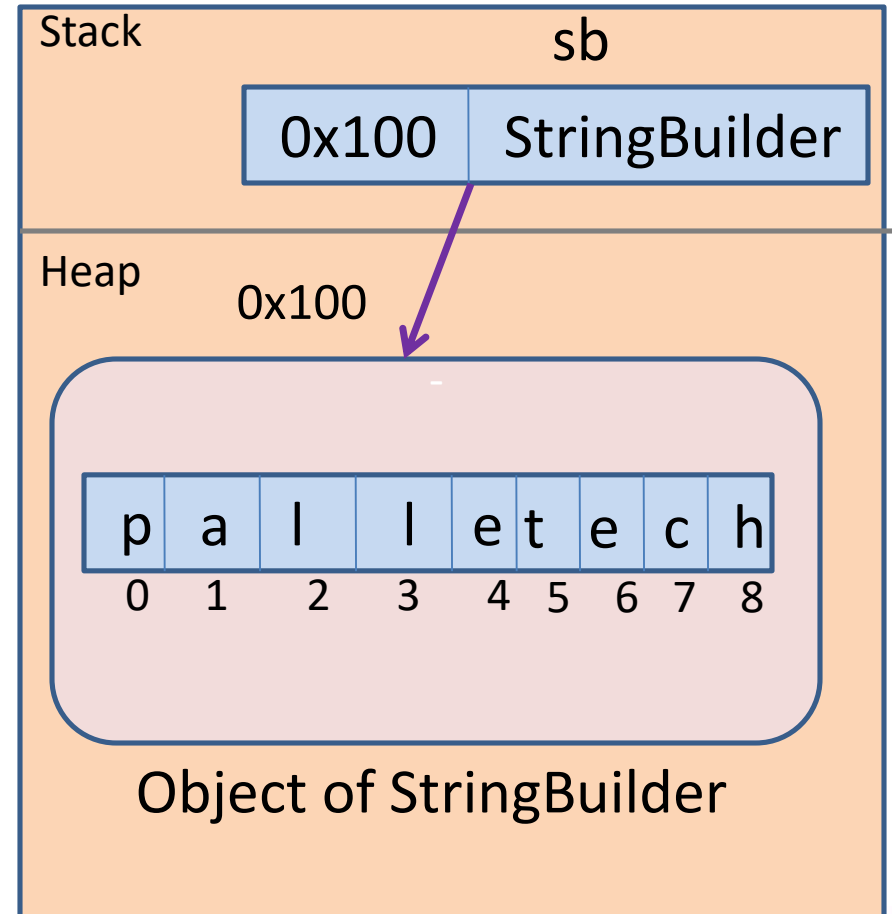 Stack
sb
0x100 StringBuilder
Heap
0x100
-
p a l l e t e c h
0 1 2 3 4 5 6 7 8
Object of StringBuilder